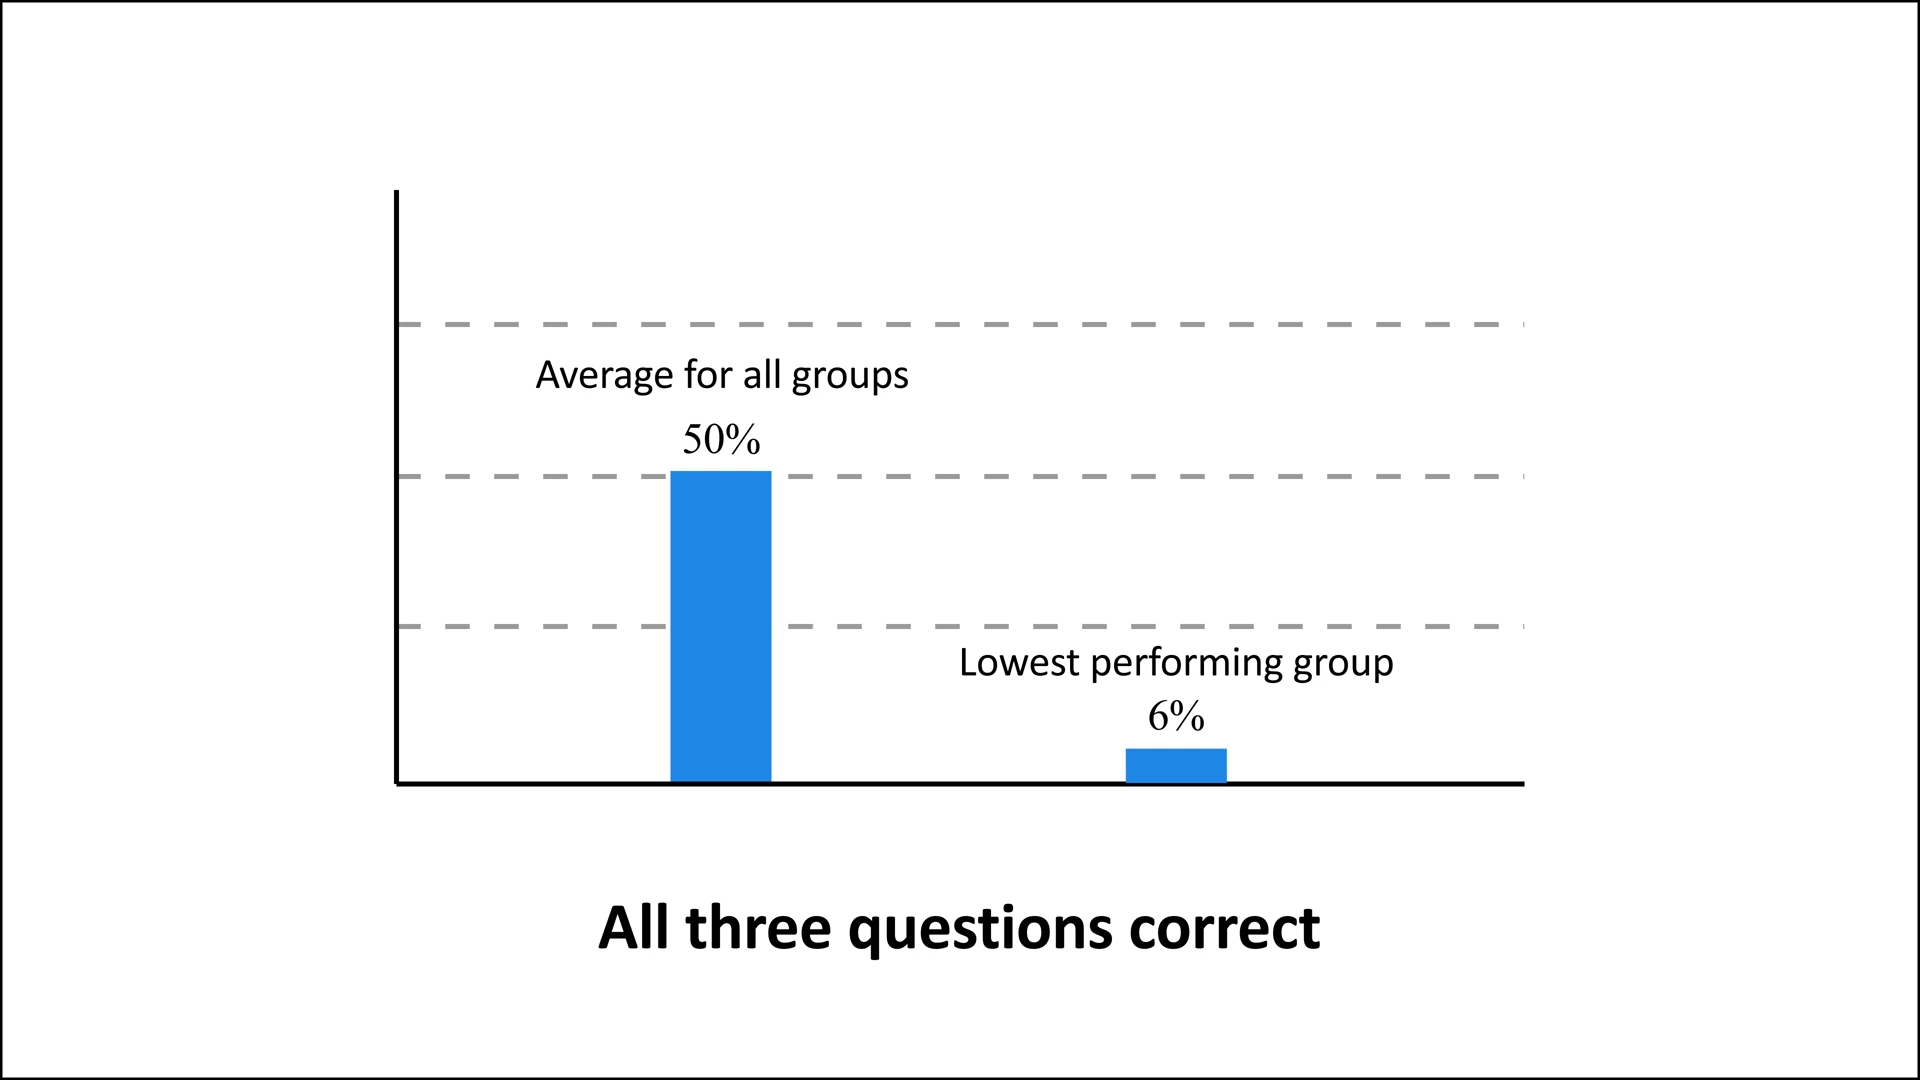 Average for all groups
50%
Lowest performing group
6%
All three questions correct